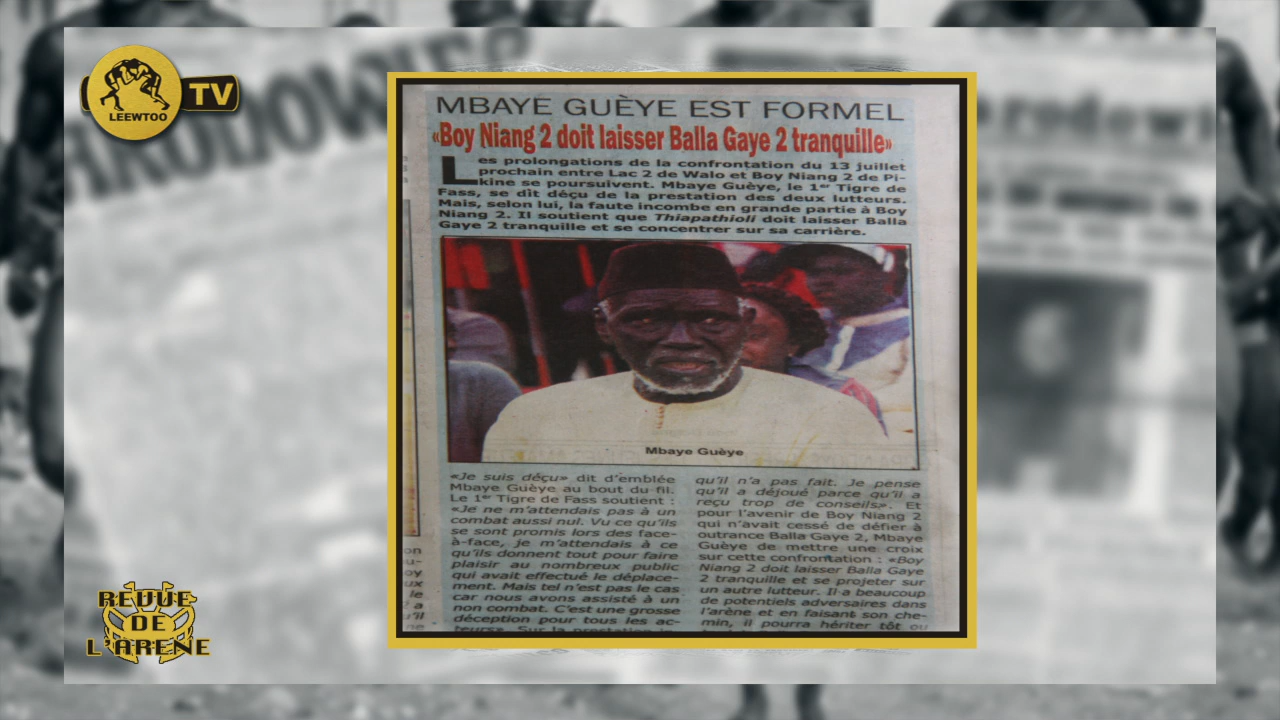 LEEWTOO
TV
MBAYE GUÈYE EST FORMEL
«Boy Niang 2 doit laisser Balla Gaye 2 tranquille»
Les prolongations de la confrontation du 13 juillet
prochain entre Lac 2 de Walo et Boy Niang 2 de Pi-
kine se poursuivent. Mbaye Guèye, le 1er Tigre de
Fass, se dit déçu de la prestation des deux lutteurs.
Mais, selon lui, la faute incombe en grande partie à Boy
Niang 2. Il soutient que Thiapathioli doit laisser Balla
Gaye 2 tranquille et se concentrer sur sa carrière.
Mbaye Guèye
«Je suis déçu» dit d'emblée
Mbaye Guèye au bout du fil.
Le 1er Tigre de Fass soutient :
«Je ne m'attendais pas à un
combat aussi nul. Vu ce qu'ils
se sont promis lors des face-
à-face, je m'attendais à ce
qu'ils donnent tout pour faire
plaisir au nombreux public
qui avait effectué le déplace-
ment. Mais tel n'est pas le cas
car nous avons assisté à un
non combat. C'est une grosse
déception pour tous les ac-
teurs». Sur la prestation
qu'il n'a pas fait. Je pense
qu'il a déjoué parce qu'il a
reçu trop de conseils». Et
pour l'avenir de Boy Niang 2
qui n'avait cessé de défier à
outrance Balla Gaye 2, Mbaye
Guèye de mettre une croix
sur cette confrontation : «Boy
Niang 2 doit laisser Balla Gaye
2 tranquille et se projeter sur
un autre lutteur. Il a beaucoup
de potentiels adversaires dans
l'arène et en faisant son che-
min, il pourra hériter tôt ou
REVUE
DE
L'ARENE